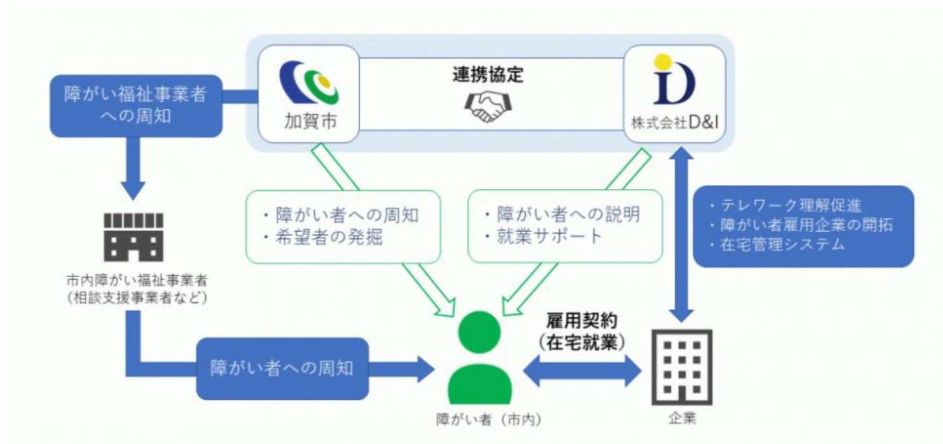 連携協定
加賀市
株式会社D&I
障がい福祉事業者
への周知
・障がい者への周知
・希望者の発掘
・障がい者への説明
・就業サポート
・テレワーク理解促進
・障がい者雇用企業の開拓
・在宅管理システム
市内障がい福祉事業者
(相談支援事業者など)
障がい者への周知
雇用契約
(在宅就業)
障がい者（市内）
企業